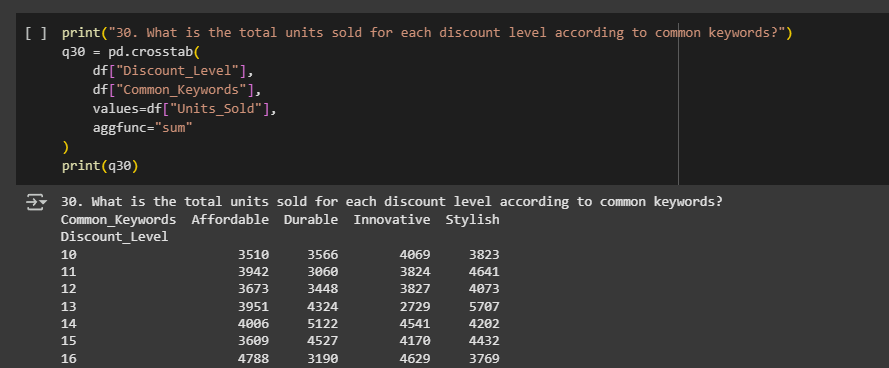 [ ] print("30. What is the total units sold for each discount level according to common keywords?")
q30 = pd.crosstab(
    df["Discount_Level"],
    df["Common_Keywords"],
    values=df["Units_Sold"],
    aggfunc="sum"
)
print(q30)
30. What is the total units sold for each discount level according to common keywords?
Common_Keywords  Affordable  Durable  Innovative  Stylish
Discount_Level
10                     3510     3566        4069     3823
11                     3942     3060        3824     4641
12                     3673     3448        3827     4073
13                     3951     4324        2729     5707
14                     4006     5122        4541     4202
15                     3609     4527        4170     4432
16                     4788     3190        4629     3769